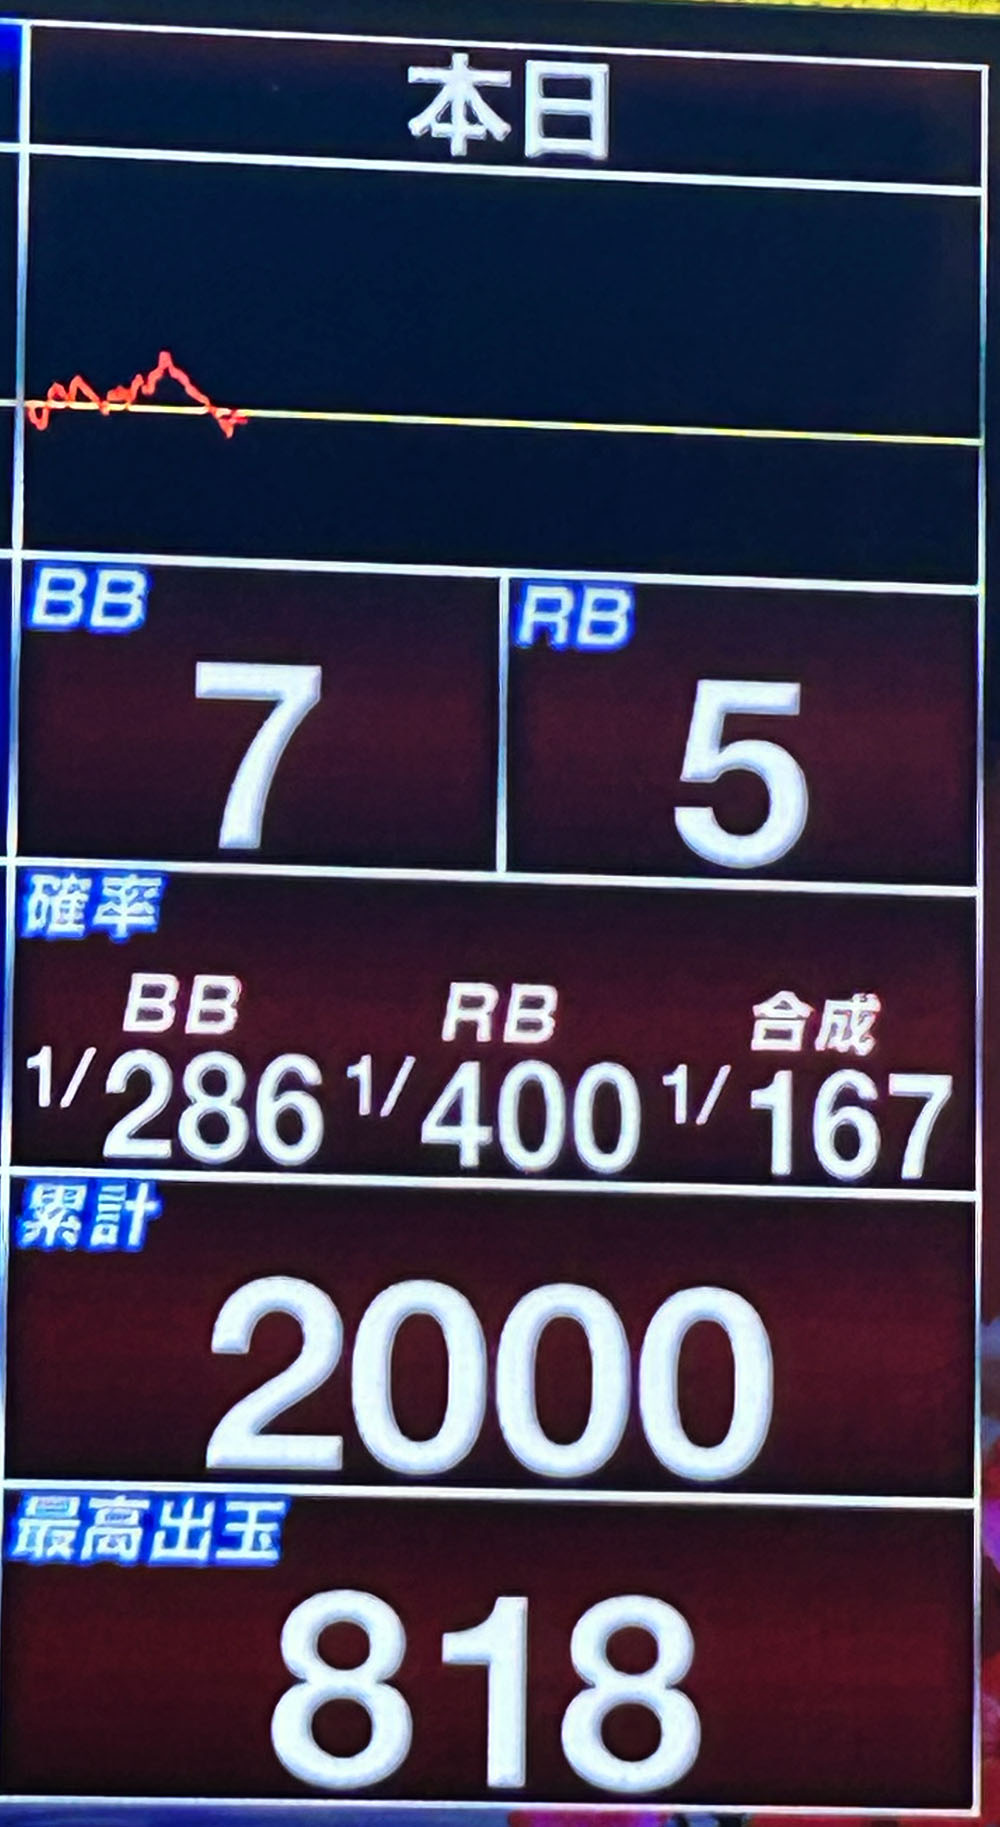 本日
BB RB
7 5
確率
BB RB 合成
1/286 1/400 1/167
累計
2000
最高出玉
818